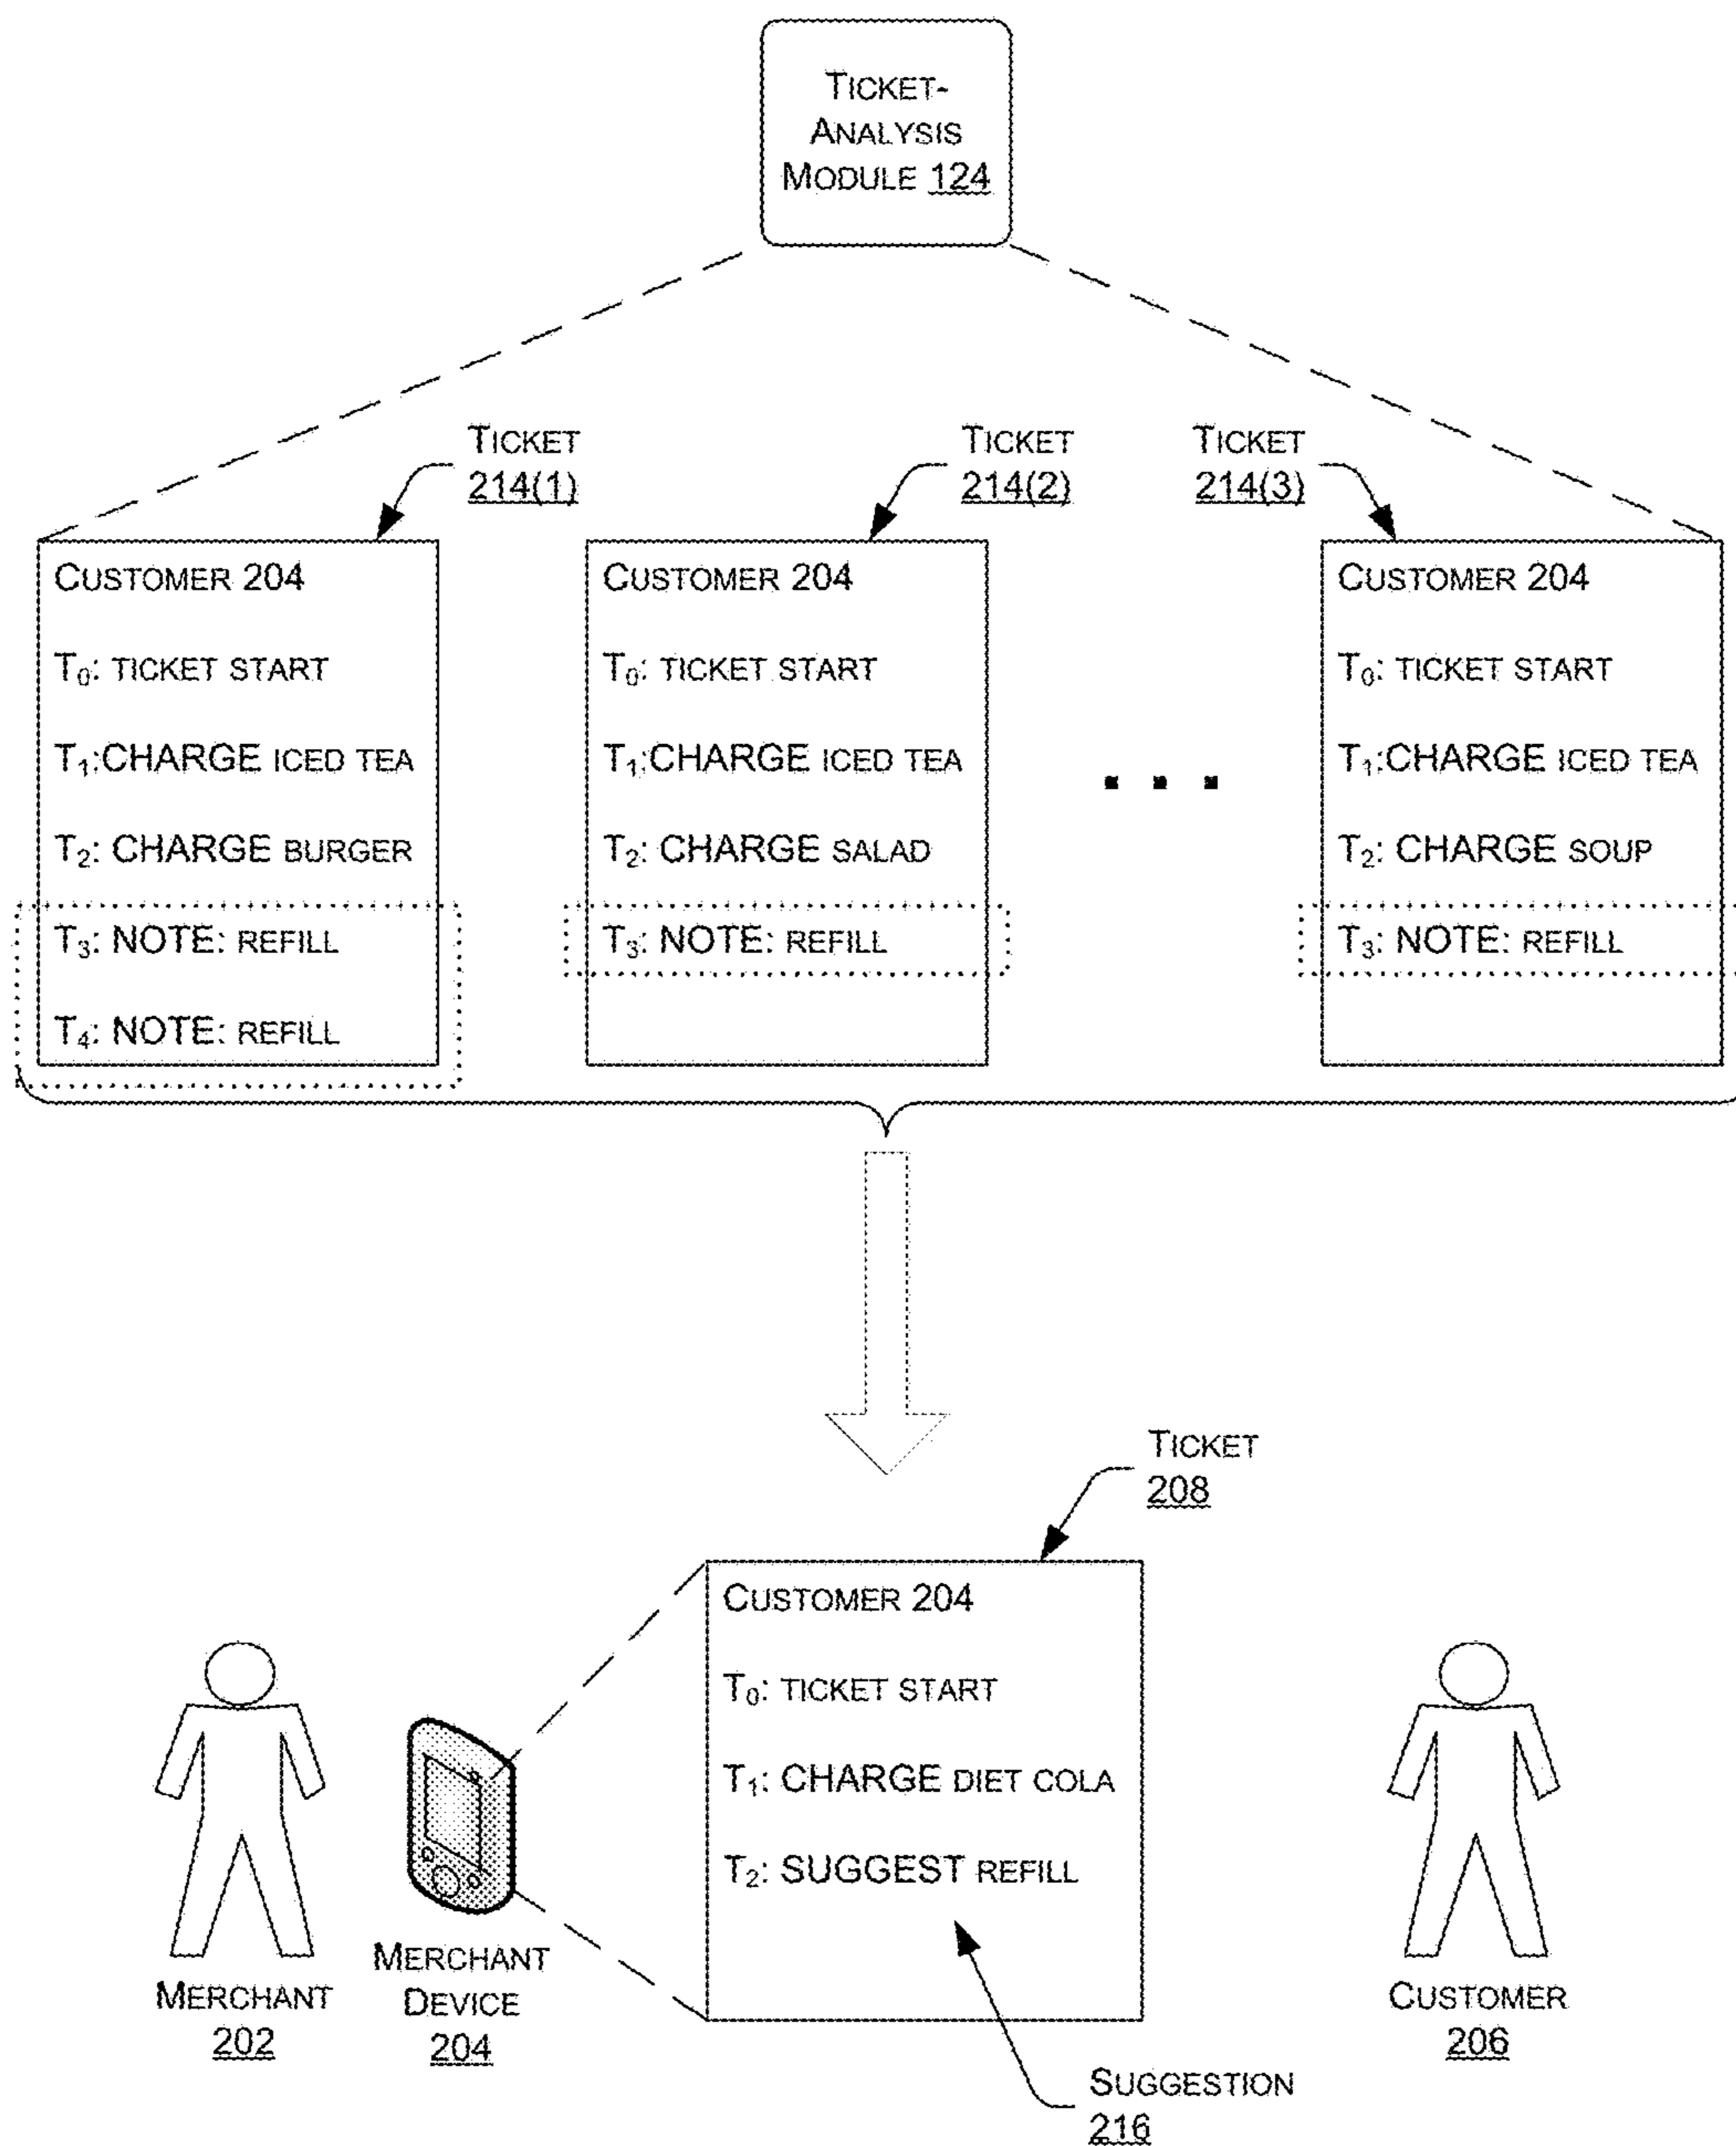 TICKET-
ANALYSIS
MODULE 124
TICKET
214(1)
TICKET
214(2)
TICKET
214(3)
CUSTOMER 204
T₀: TICKET START
T₁:CHARGE ICED TEA
T₂: CHARGE BURGER
T₃: NOTE: REFILL
T₄: NOTE: REFILL
CUSTOMER 204
T₀: TICKET START
T₁:CHARGE ICED TEA
T₂: CHARGE SALAD
T₃: NOTE: REFILL
. . .
CUSTOMER 204
T₀: TICKET START
T₁:CHARGE ICED TEA
T₂: CHARGE SOUP
T₃: NOTE: REFILL
TICKET
208
CUSTOMER 204
T₀: TICKET START
T₁: CHARGE DIET COLA
T₂: SUGGEST REFILL
MERCHANT
202
MERCHANT
DEVICE
204
CUSTOMER
206
SUGGESTION
216